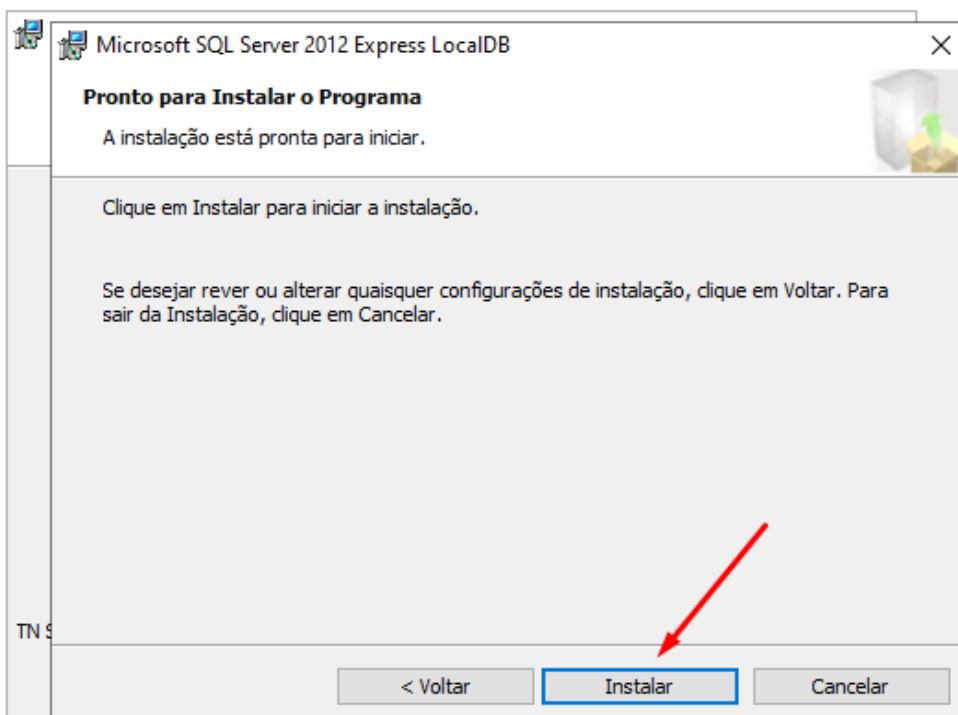 Microsoft SQL Server 2012 Express LocalDB
Pronto para Instalar o Programa
A instalação está pronta para iniciar.
Clique em Instalar para iniciar a instalação.
Se desejar rever ou alterar quaisquer configurações de instalação, clique em Voltar. Para
sair da Instalação, clique em Cancelar.
TN S
< Voltar
Instalar
Cancelar